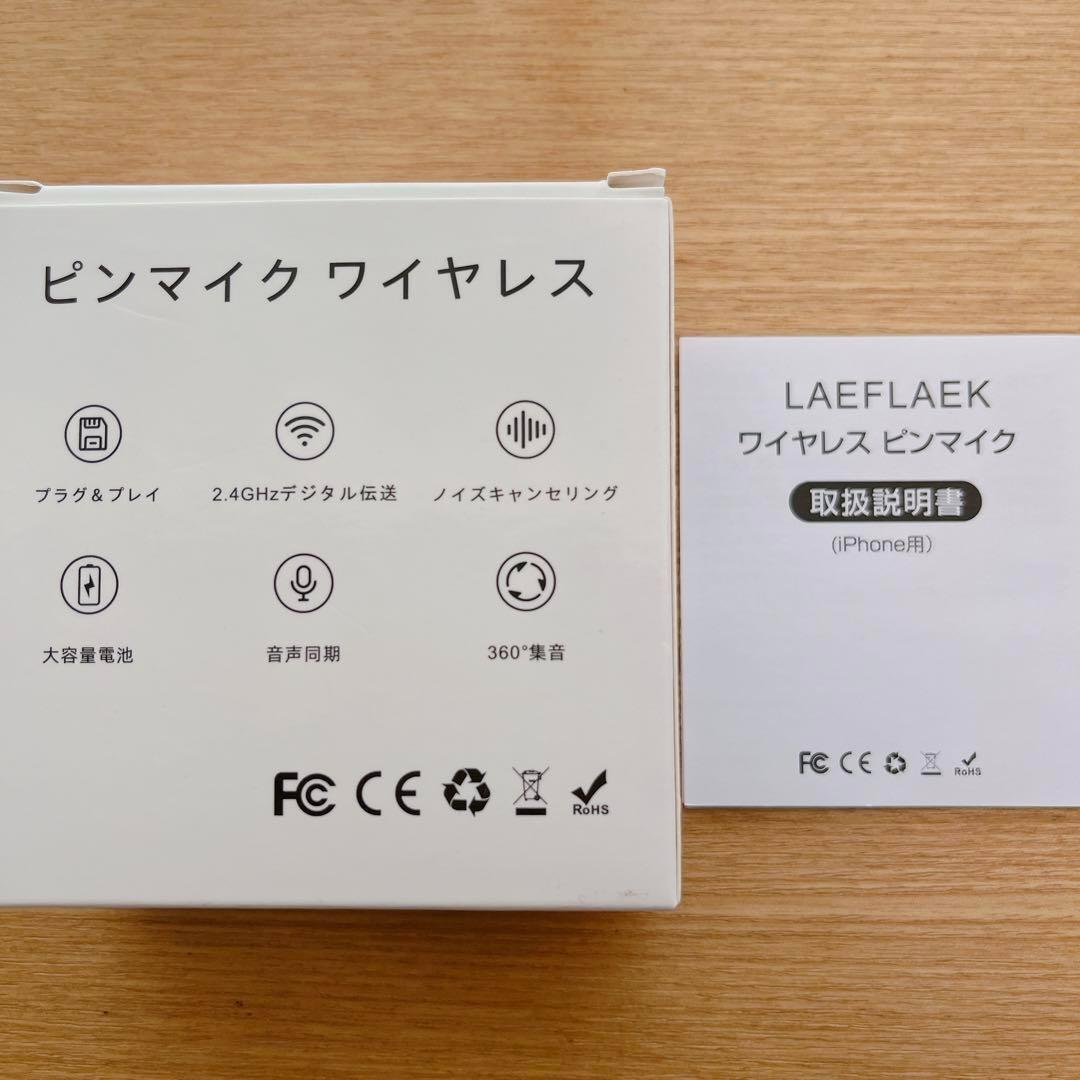 ピンマイク ワイヤレス
プラグ&プレイ
2.4GHzデジタル伝送
ノイズキャンセリング
大容量電池
音声同期
360°集音
FC CE RoHS
LAEFLAEK
ワイヤレス ピンマイク
取扱説明書
(iPhone用)
FC CE RoHS